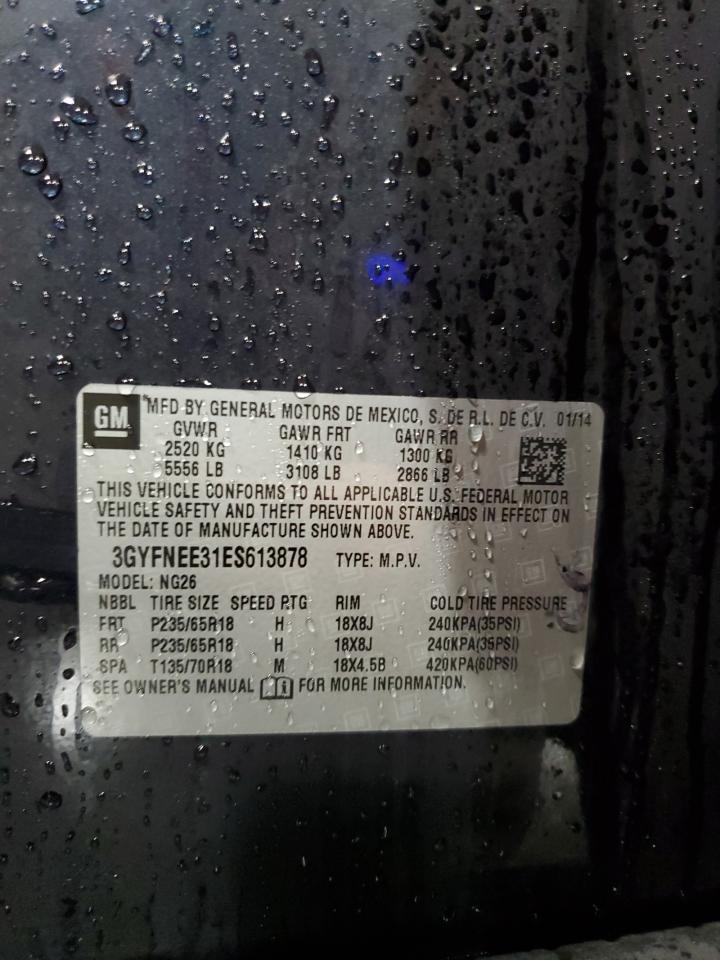 GM
MFD BY GENERAL MOTORS DE MEXICO, S. DE R.L. DE C.V. 01/14
GVWR GAWR FRT GAWR RR
2520 KG 1410 KG 1300 KG
5556 LB 3108 LB 2866 LB
THIS VEHICLE CONFORMS TO ALL APPLICABLE U.S. FEDERAL MOTOR
VEHICLE SAFETY AND THEFT PREVENTION STANDARDS IN EFFECT ON
THE DATE OF MANUFACTURE SHOWN ABOVE.
3GYFNEE31ES613878 TYPE: M.P.V.
MODEL: NG26
NBBL TIRE SIZE SPEED RTG RIM COLD TIRE PRESSURE
FRT P235/65R18 H 18X8J 240KPA(35PSI)
RR P235/65R18 H 18X8J 240KPA(35PSI)
SPA T135/70R18 M 18X4.5B 420KPA(60PSI)
SEE OWNER'S MANUAL FOR MORE INFORMATION.